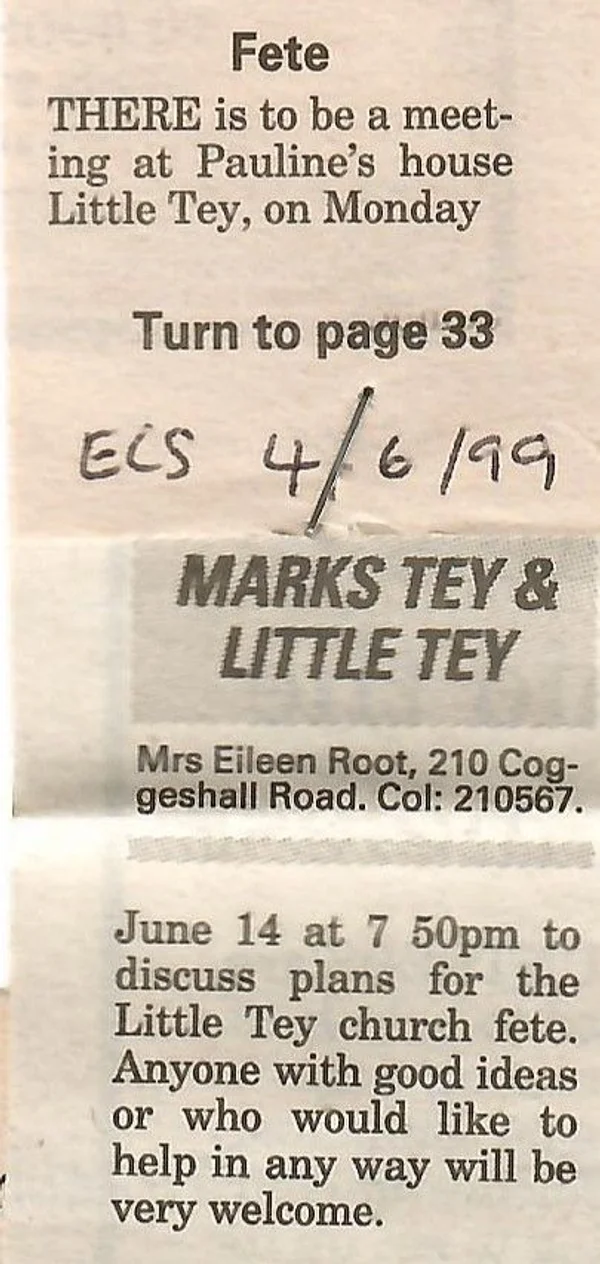 Fete
THERE is to be a meet-
ing at Pauline's house
Little Tey, on Monday
Turn to page 33
ECS 4/6/99
MARKS TEY &
LITTLE TEY
Mrs Eileen Root, 210 Cog-
geshall Road. Col: 210567.
June 14 at 7 50pm to
discuss plans for the
Little Tey church fete.
Anyone with good ideas
or who would like to
help in any way will be
very welcome.